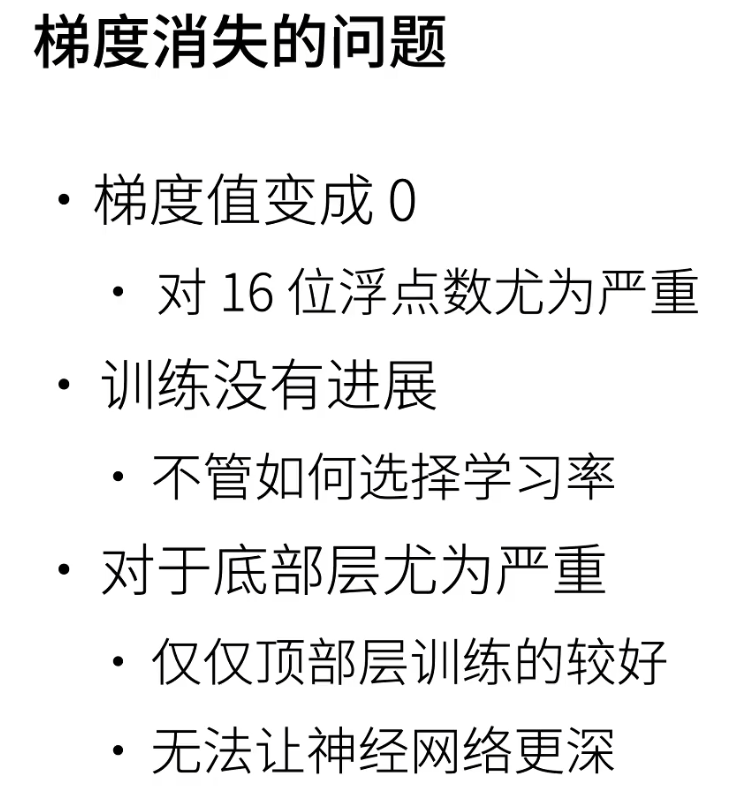 梯度消失的问题
• 梯度值变成 0
• 对 16 位浮点数尤为严重
• 训练没有进展
• 不管如何选择学习率
• 对于底部层尤为严重
• 仅仅顶部层训练的较好
• 无法让神经网络更深